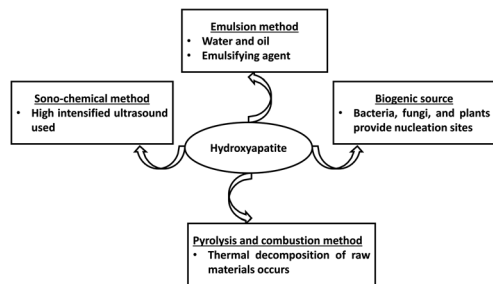 Emulsion method
• Water and oil
• Emulsifying agent
Sono-chemical method
• High intensified ultrasound
used
Biogenic source
• Bacteria, fungi, and plants
provide nucleation sites
Hydroxyapatite
Pyrolysis and combustion method
• Thermal decomposition of raw
materials occurs